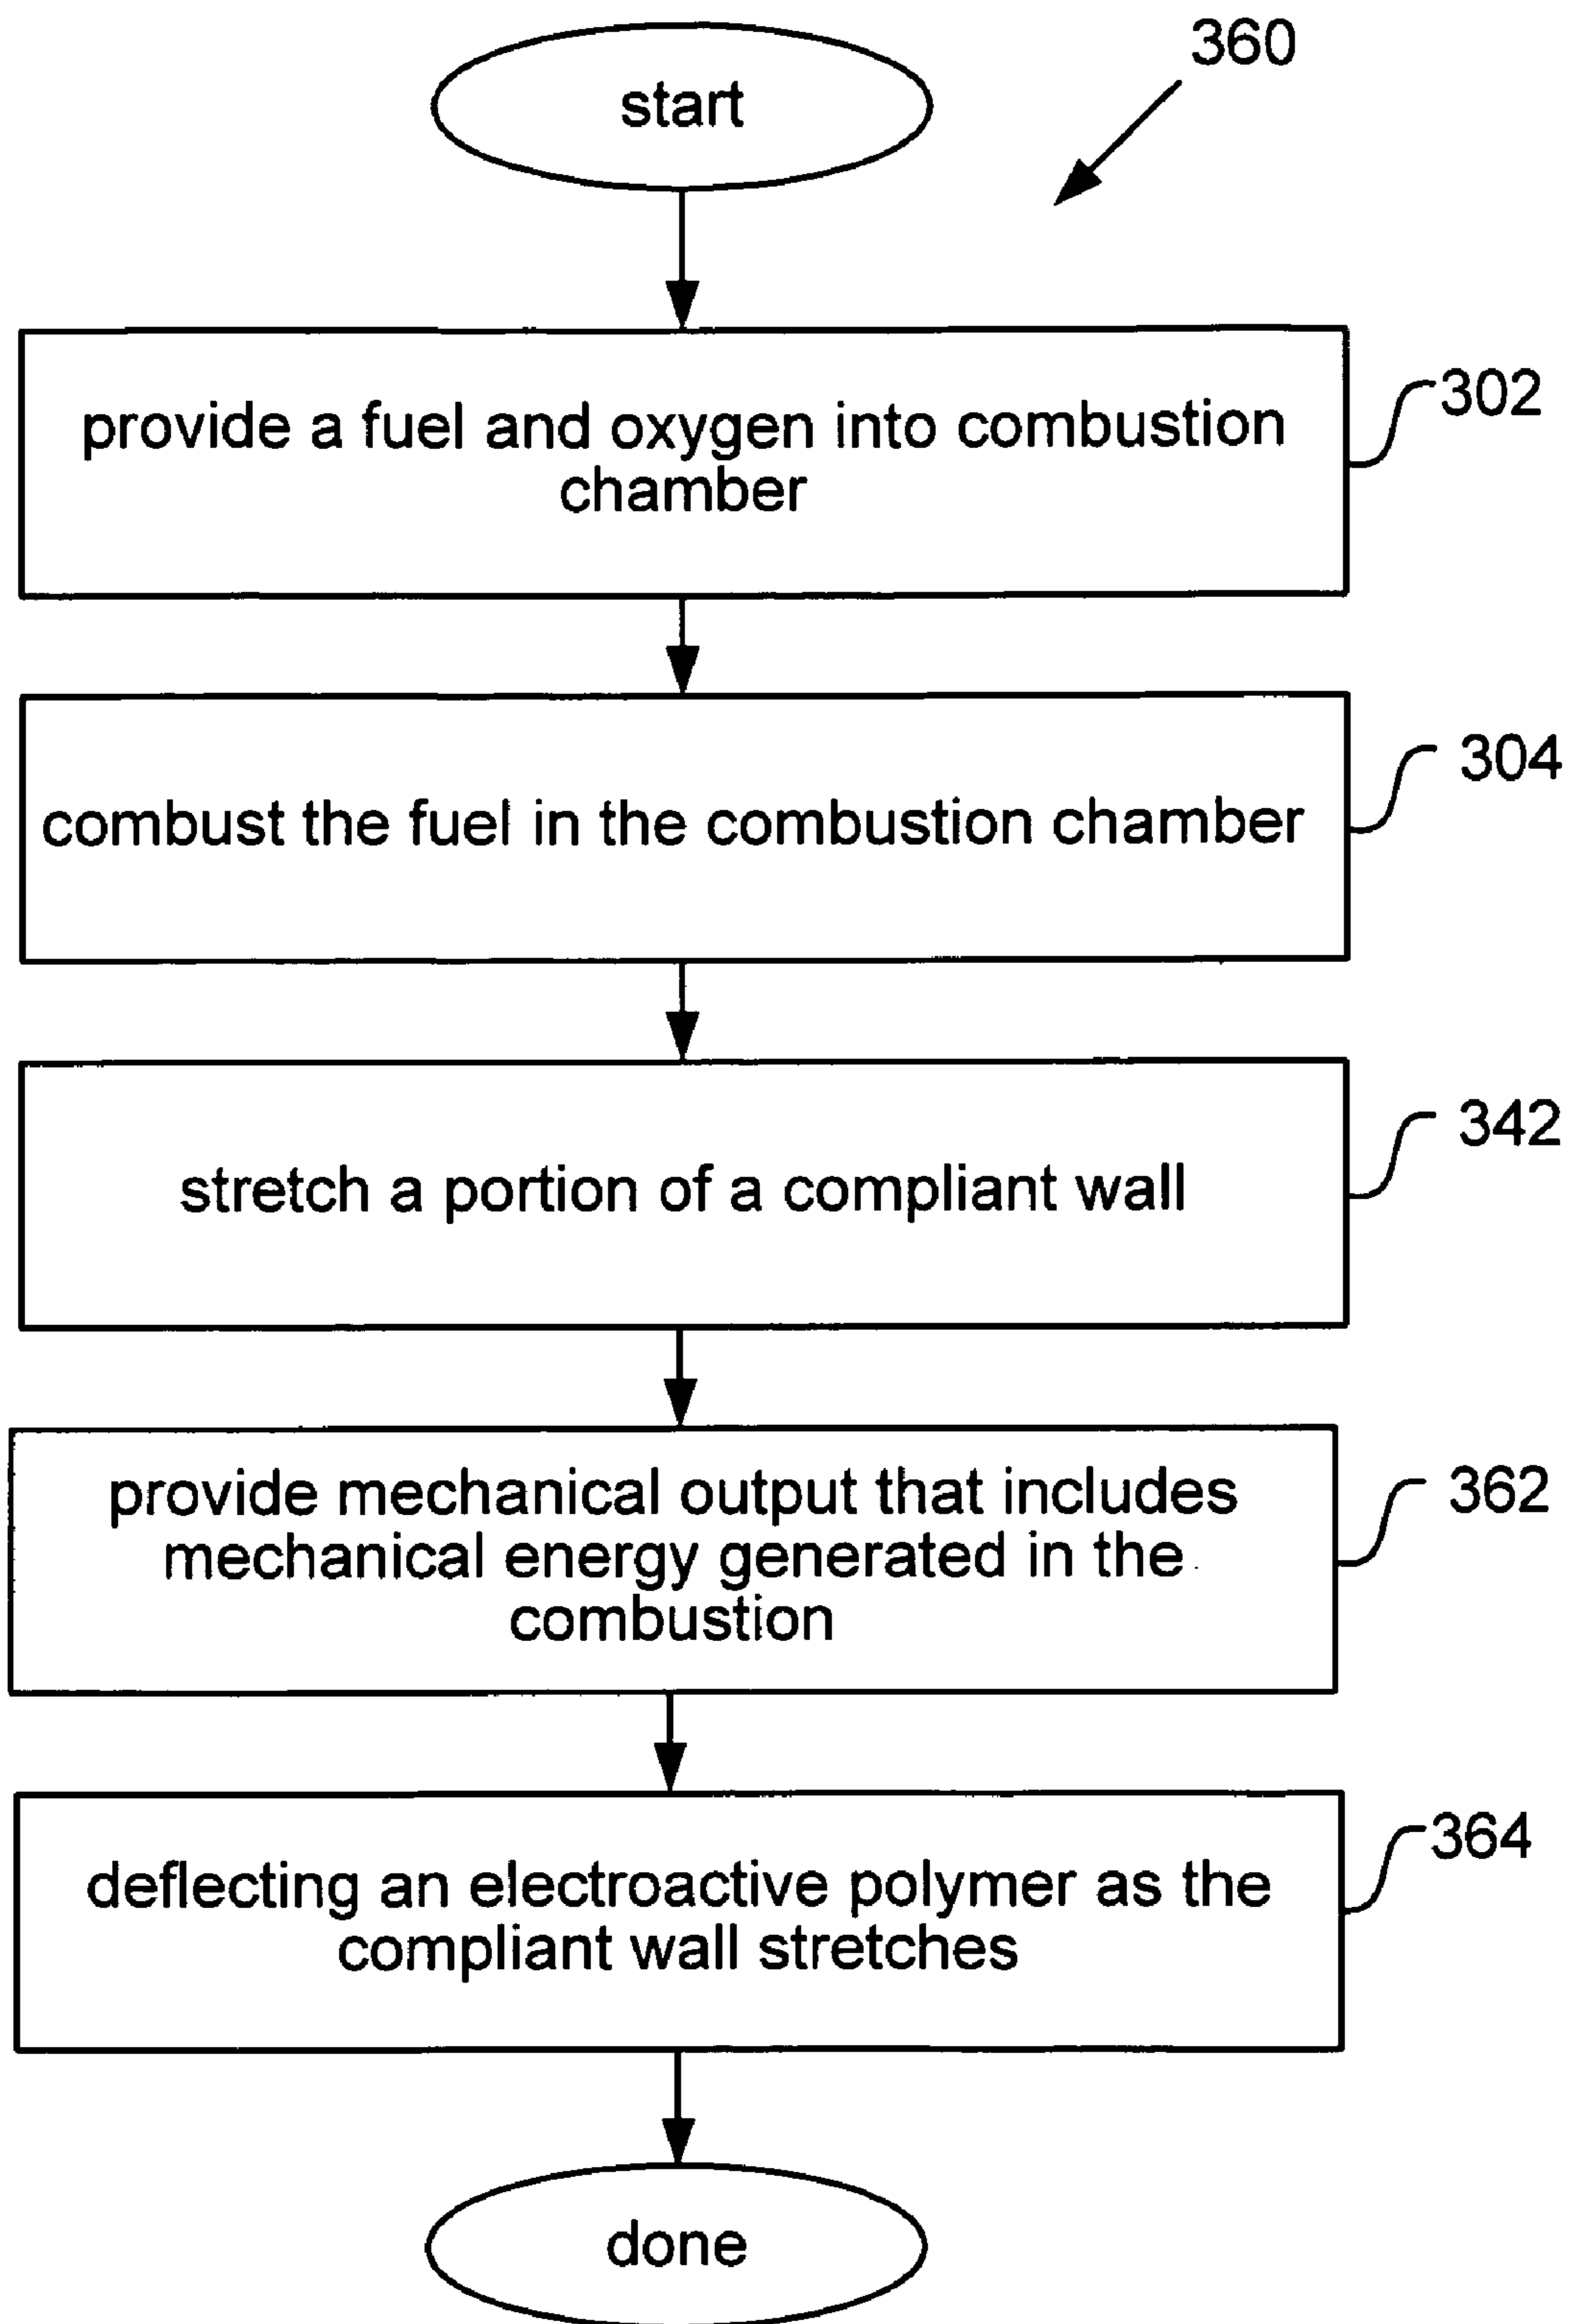 360
start
provide a fuel and oxygen into combustion
chamber
302
combust the fuel in the combustion chamber
304
stretch a portion of a compliant wall
342
provide mechanical output that includes
mechanical energy generated in the
combustion
362
deflecting an electroactive polymer as the
compliant wall stretches
364
done